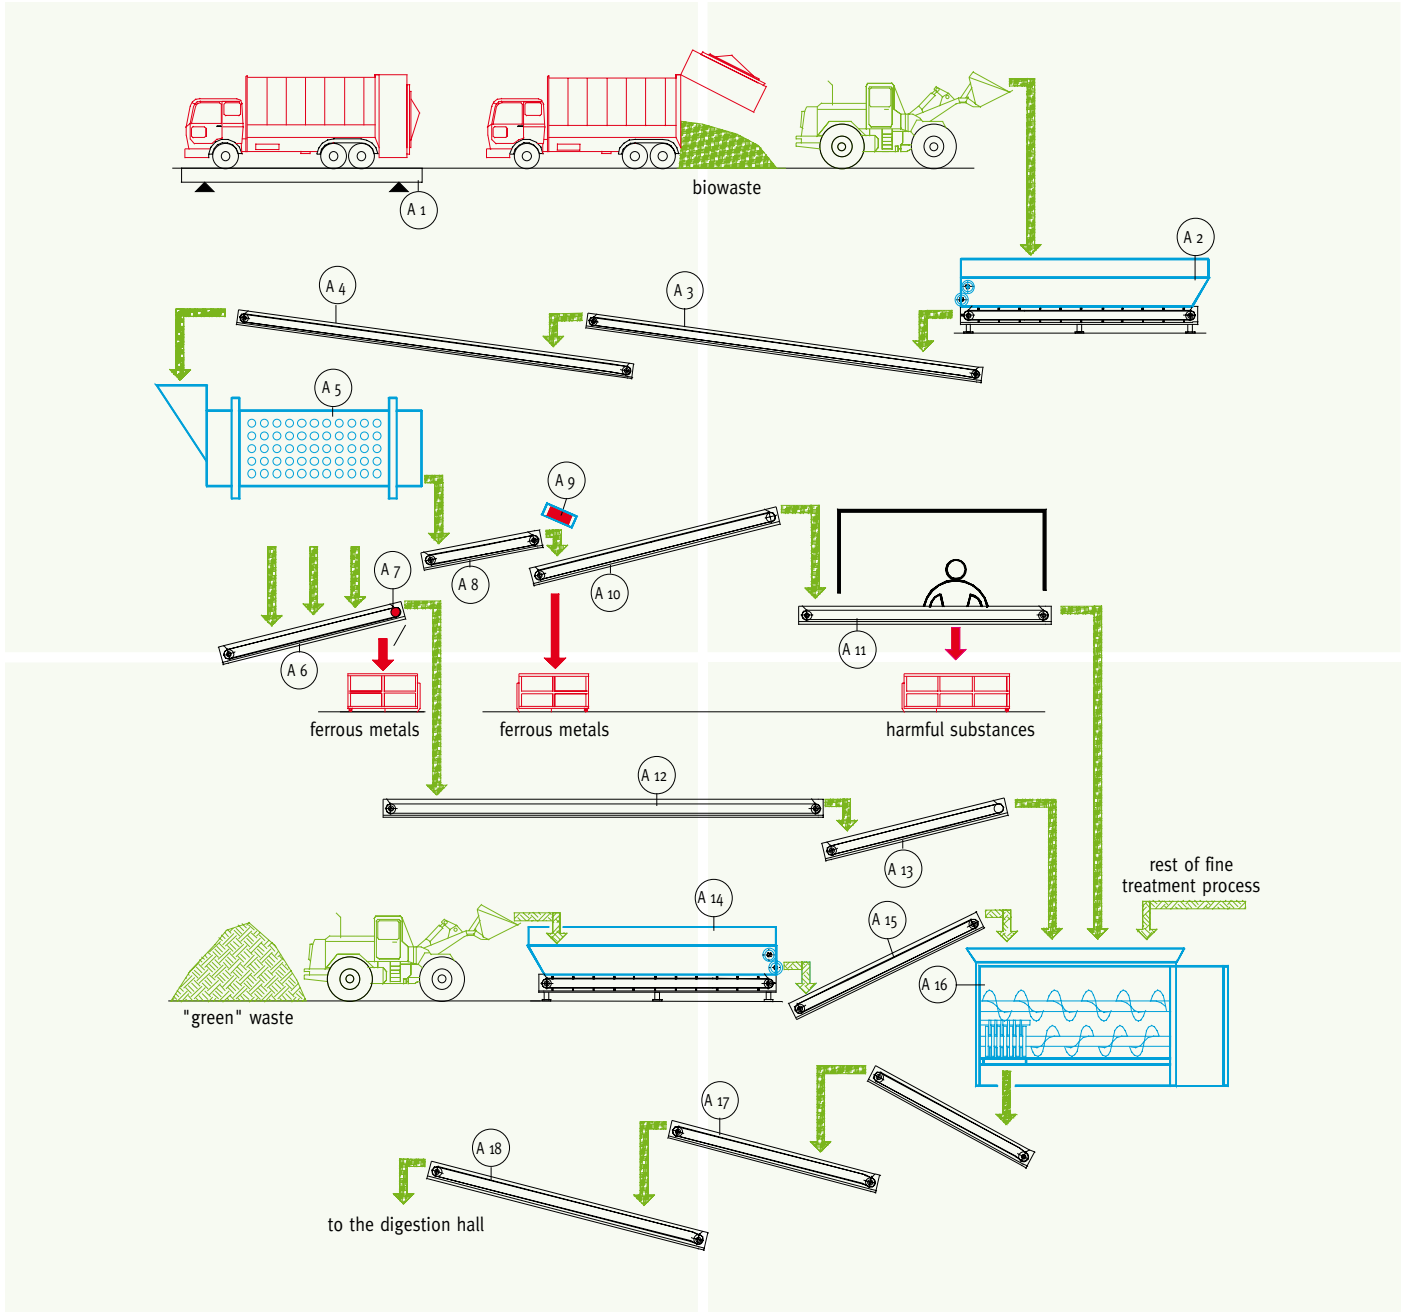 biowaste
A 1
A 2
A 4
A 3
A 5
A 9
A 7
A 8
A 10
A 6
A 11
ferrous metals
ferrous metals
harmful substances
A 12
A 13
rest of fine
treatment process
A 14
A 15
A 16
"green" waste
A 17
A 18
to the digestion hall